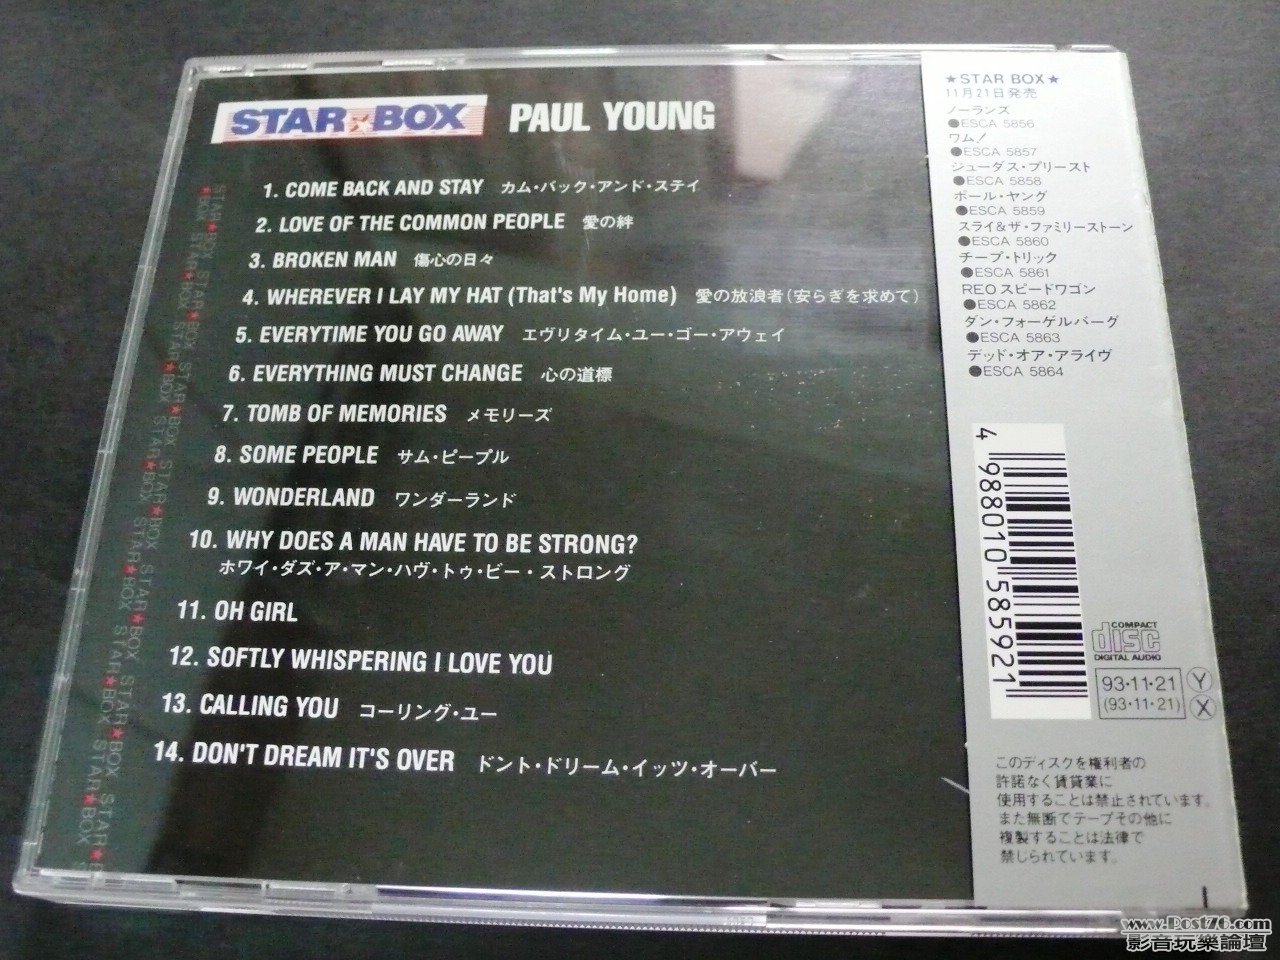 STAR★BOX PAUL YOUNG
1. COME BACK AND STAY カム・バック・アンド・ステイ
2. LOVE OF THE COMMON PEOPLE 愛の絆
3. BROKEN MAN 傷心の日々
4. WHEREVER I LAY MY HAT (That's My Home) 愛の放浪者(安らぎを求めて)
5. EVERYTIME YOU GO AWAY エヴリタイム・ユー・ゴー・アウェイ
6. EVERYTHING MUST CHANGE 心の道標
7. TOMB OF MEMORIES メモリーズ
8. SOME PEOPLE サム・ピープル
9. WONDERLAND ワンダーランド
10. WHY DOES A MAN HAVE TO BE STRONG?
ホワイ・ダズ・ア・マン・ハヴ・トゥ・ビー・ストロング
11. OH GIRL
12. SOFTLY WHISPERING I LOVE YOU
13. CALLING YOU コーリング・ユー
14. DON'T DREAM IT'S OVER ドント・ドリーム・イッツ・オーバー
STAR★BOX STAR★BOX STAR★BOX STAR★BOX STAR★BOX
★STAR BOX★
11月21日発売
ノーランズ
●ESCA 5856
ワム!
●ESCA 5857
ジューダス・プリースト
●ESCA 5858
ポール・ヤング
●ESCA 5859
スライ&ザ・ファミリーストーン
●ESCA 5860
チープ・トリック
●ESCA 5861
REO スピードワゴン
●ESCA 5862
ダン・フォーゲルバーグ
●ESCA 5863
デッド・オア・アライヴ
●ESCA 5864
4 988010 585921
COMPACT
disc
DIGITAL AUDIO
93・11・21 Y
(93・11・21) X
このディスクを権利者の
許諾なく賃貸業に
使用することは禁止されています。
また無断でテープその他に
複製することは法律で
禁じられています。
www.Post76.com
影音玩樂論壇